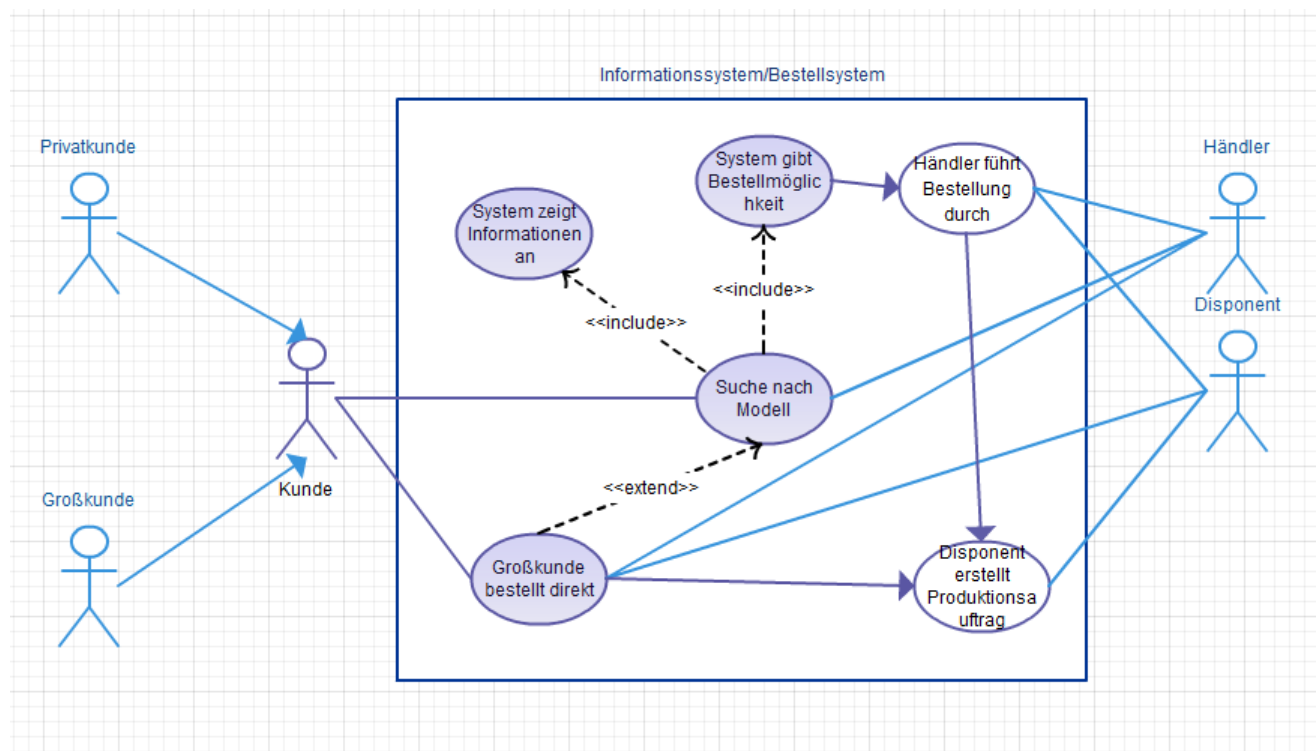 Informationssystem/Bestellsystem
Privatkunde
Händler
System gibt
Bestellmöglic
hkeit
Händler führt
Bestellung
durch
System zeigt
Informationen
an
<<include>>
<<include>>
Disponent
Suche nach
Modell
<<extend>>
Kunde
Großkunde
Großkunde
bestellt direkt
Disponent
erstellt
Produktionsa
uftrag